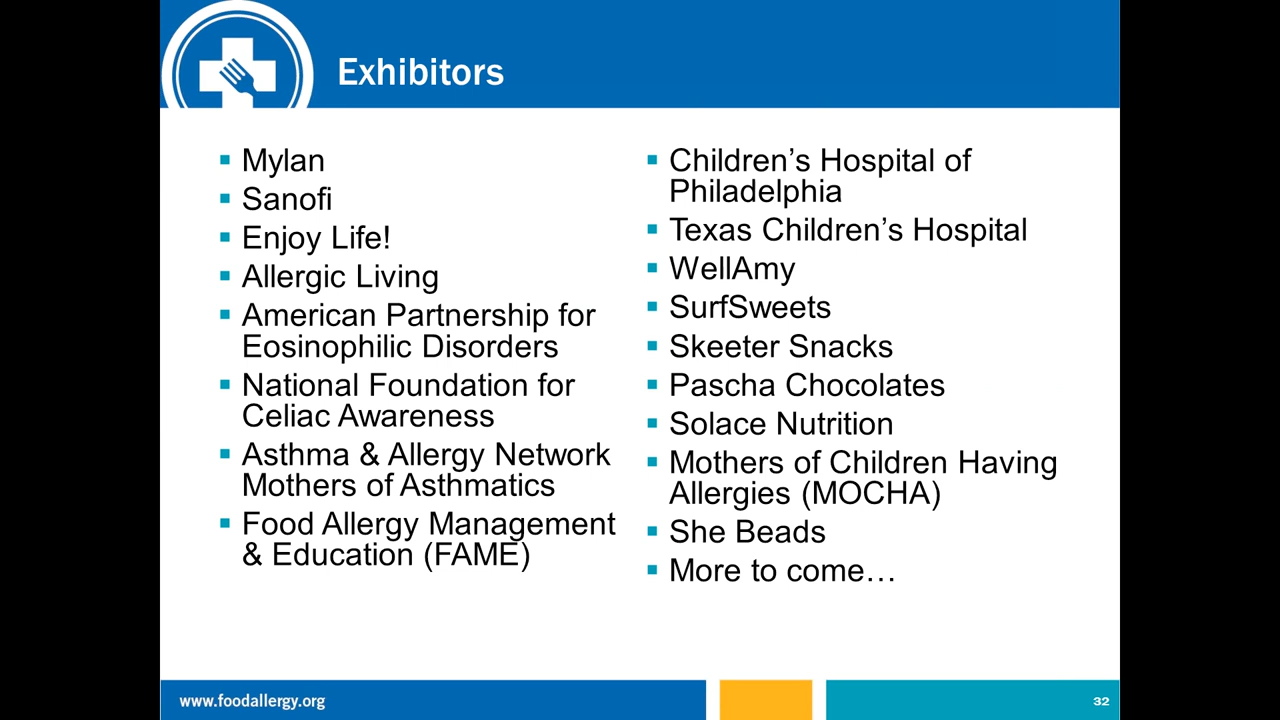 Exhibitors
Mylan
Sanofi
Enjoy Life!
Allergic Living
American Partnership for
Eosinophilic Disorders
National Foundation for
Celiac Awareness
Asthma & Allergy Network
Mothers of Asthmatics
Food Allergy Management
& Education (FAME)
Children’s Hospital of
Philadelphia
Texas Children’s Hospital
WellAmy
SurfSweets
Skeeter Snacks
Pascha Chocolates
Solace Nutrition
Mothers of Children Having
Allergies (MOCHA)
She Beads
More to come…
www.foodallergy.org
32